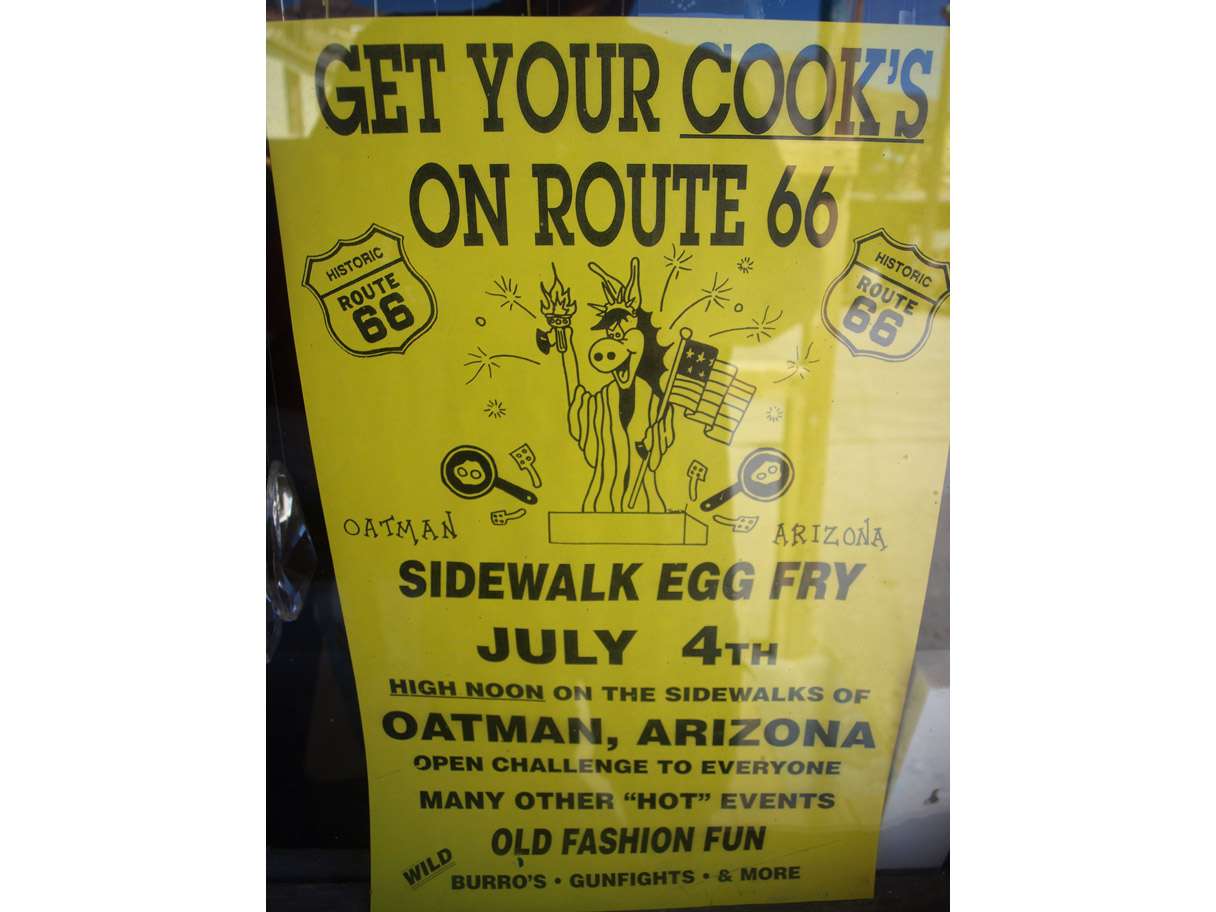 GET YOUR COOK'S
ON ROUTE 66
HISTORIC
ROUTE
66
HISTORIC
ROUTE
66
OATMAN
ARIZONA
SIDEWALK EGG FRY
JULY 4TH
HIGH NOON ON THE SIDEWALKS OF
OATMAN, ARIZONA
OPEN CHALLENGE TO EVERYONE
MANY OTHER “HOT” EVENTS
OLD FASHION FUN
WILD
BURRO'S • GUNFIGHTS • & MORE